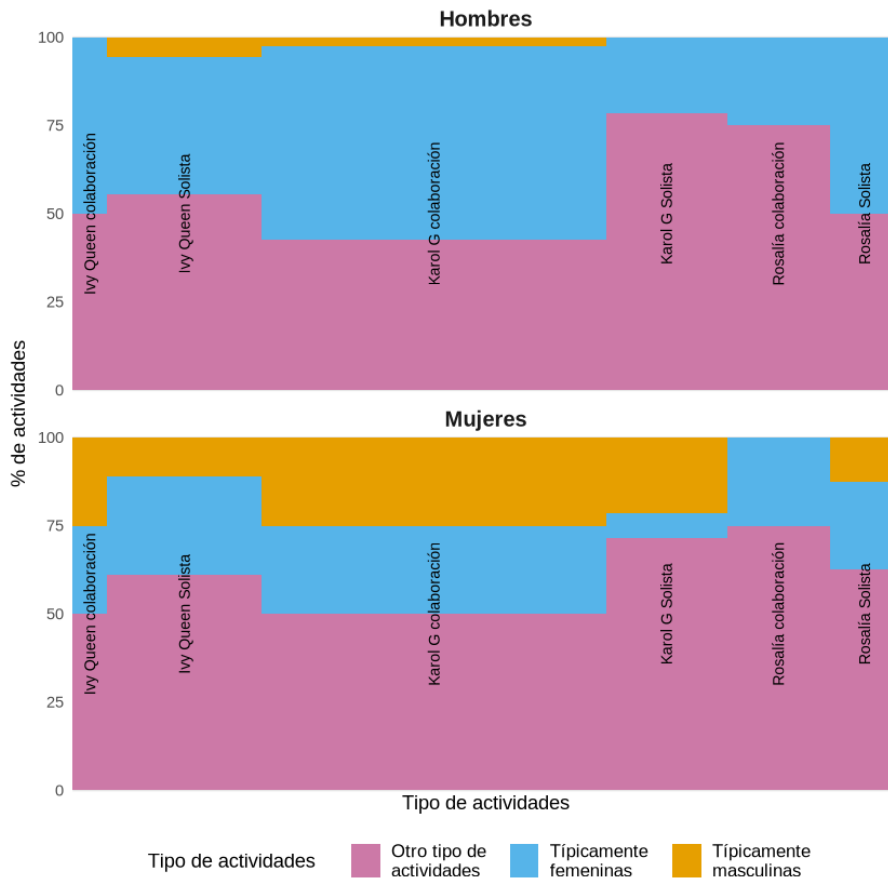 Hombres
100
75
50
25
0
Ivy Queen colaboración
Ivy Queen Solista
Karol G colaboración
Karol G Solista
Rosalía colaboración
Rosalía Solista
% de actividades
Mujeres
100
75
50
25
0
Ivy Queen colaboración
Ivy Queen Solista
Karol G colaboración
Karol G Solista
Rosalía colaboración
Rosalía Solista
Tipo de actividades
Tipo de actividades
Otro tipo de
actividades
Típicamente
femeninas
Típicamente
masculinas